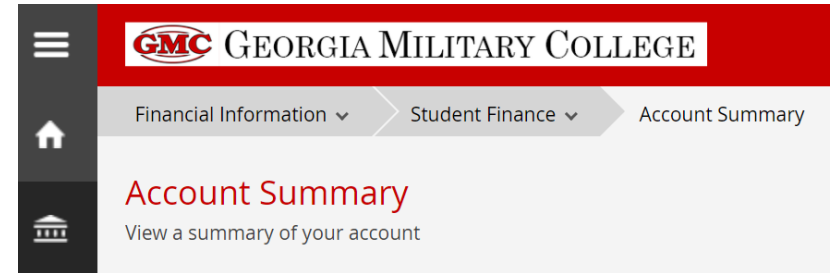 GMC GEORGIA MILITARY COLLEGE
Financial Information Student Finance Account Summary
Account Summary
View a summary of your account